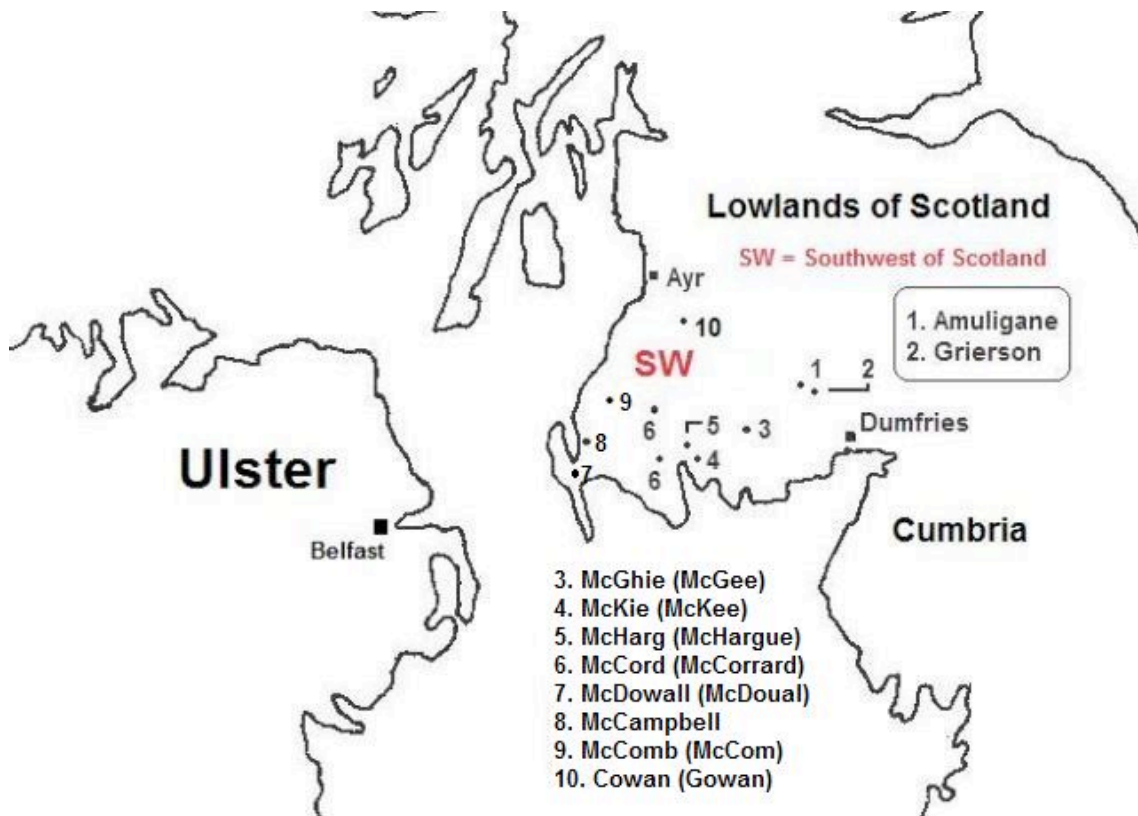 Lowlands of Scotland
SW = Southwest of Scotland
Ayr
10
1. Amuligane
2. Grierson
SW
1 2
9
6
5
3
Dumfries
8
7
6
4
Ulster
Belfast
Cumbria
3. McGhie (McGee)
4. McKie (McKee)
5. McHarg (McHargue)
6. McCord (McCorrard)
7. McDowall (McDoual)
8. McCampbell
9. McComb (McCom)
10. Cowan (Gowan)